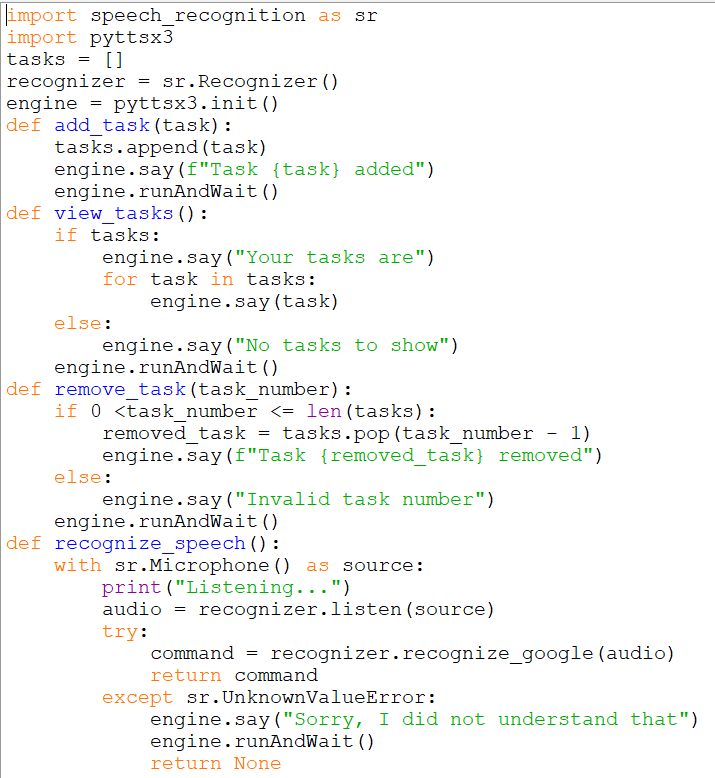 import speech_recognition as sr
import pyttsx3
tasks = []
recognizer = sr.Recognizer()
engine = pyttsx3.init()
def add_task(task):
    tasks.append(task)
    engine.say(f"Task {task} added")
    engine.runAndWait()
def view_tasks():
    if tasks:
        engine.say("Your tasks are")
        for task in tasks:
            engine.say(task)
    else:
        engine.say("No tasks to show")
    engine.runAndWait()
def remove_task(task_number):
    if 0 <task_number <= len(tasks):
        removed_task = tasks.pop(task_number - 1)
        engine.say(f"Task {removed_task} removed")
    else:
        engine.say("Invalid task number")
    engine.runAndWait()
def recognize_speech():
    with sr.Microphone() as source:
        print("Listening...")
        audio = recognizer.listen(source)
        try:
            command = recognizer.recognize_google(audio)
            return command
        except sr.UnknownValueError:
            engine.say("Sorry, I did not understand that")
            engine.runAndWait()
            return None